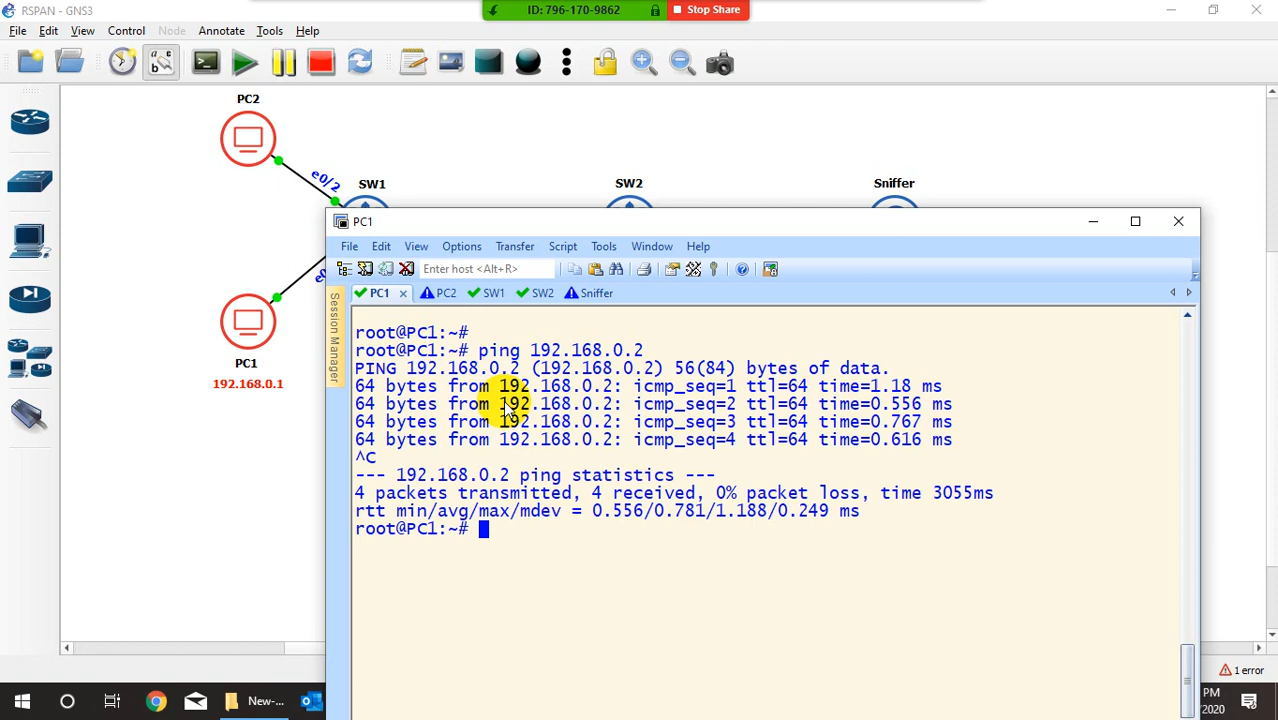 RSPAN - GNS3
ID: 796-170-9862
Stop Share
File Edit View Control Node Annotate Tools Help
PC2
e0/2
SW1
SW2
Sniffer
PC1
192.168.0.1
PC1
File Edit View Options Transfer Script Tools Window Help
Enter host <Alt+R>
PC1 PC2 SW1 SW2 Sniffer
Session Manager
root@PC1:~#
root@PC1:~# ping 192.168.0.2
PING 192.168.0.2 (192.168.0.2) 56(84) bytes of data.
64 bytes from 192.168.0.2: icmp_seq=1 ttl=64 time=1.18 ms
64 bytes from 192.168.0.2: icmp_seq=2 ttl=64 time=0.556 ms
64 bytes from 192.168.0.2: icmp_seq=3 ttl=64 time=0.767 ms
64 bytes from 192.168.0.2: icmp_seq=4 ttl=64 time=0.616 ms
^C
--- 192.168.0.2 ping statistics ---
4 packets transmitted, 4 received, 0% packet loss, time 3055ms
rtt min/avg/max/mdev = 0.556/0.781/1.188/0.249 ms
root@PC1:~#
1 error
New-...
PM
/2020